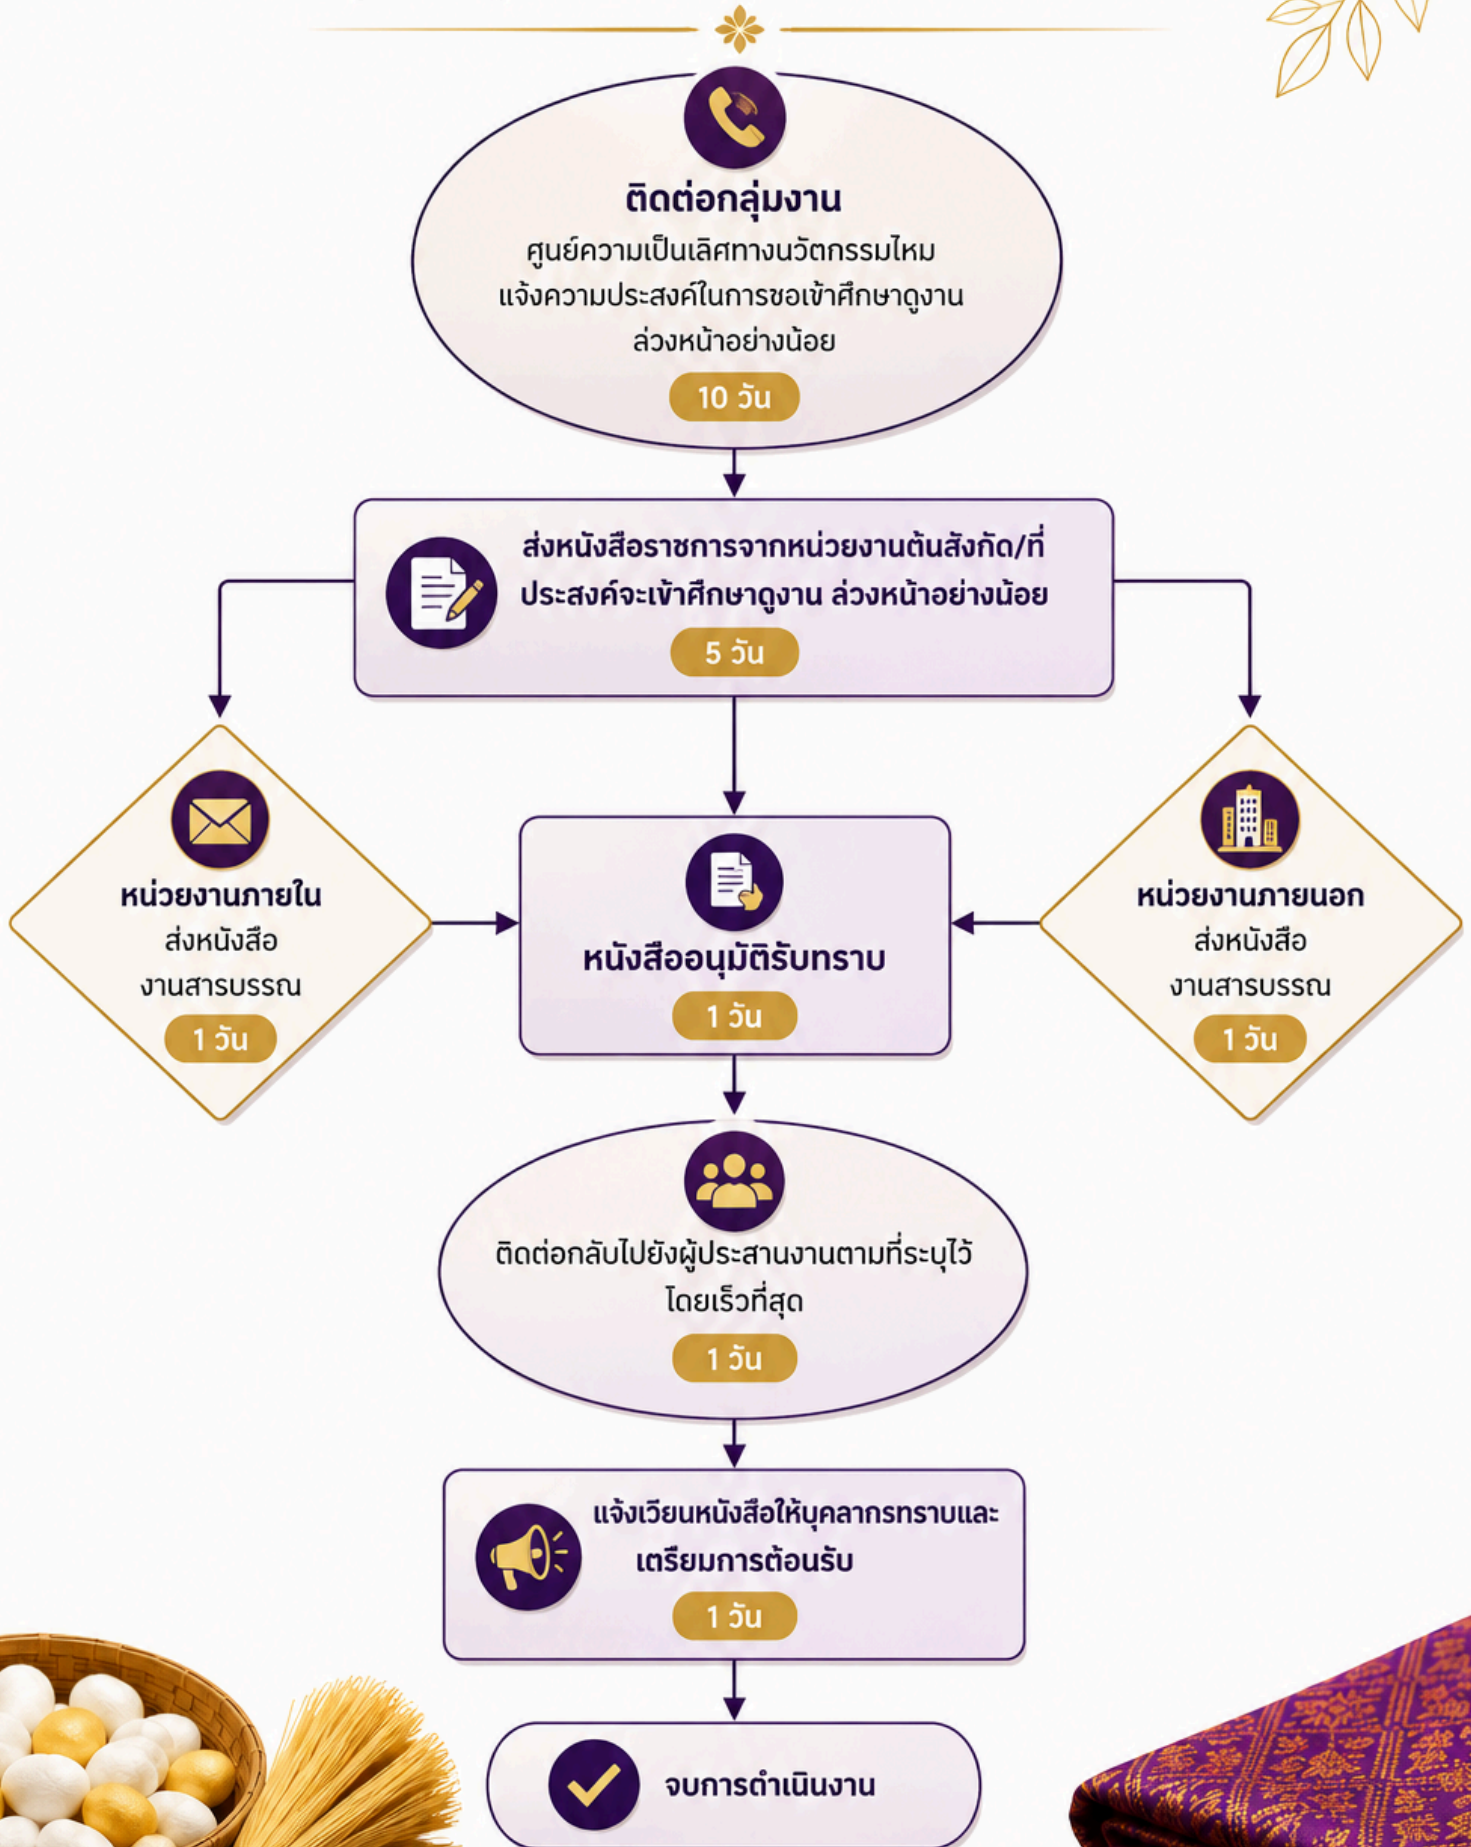 ติดต่อกลุ่มงาน
ศูนย์ความเป็นเลิศทางนวัตกรรมไหม
แจ้งความประสงค์ในการขอเข้าศึกษาดูงาน
ล่วงหน้าอย่างน้อย
10 วัน
ส่งหนังสือราชการจากหน่วยงานต้นสังกัด/ที่
ประสงค์จะเข้าศึกษาดูงาน ล่วงหน้าอย่างน้อย
5 วัน
หน่วยงานภายใน
ส่งหนังสือ
งานสารบรรณ
1 วัน
หนังสืออนุมัติรับทราบ
1 วัน
หน่วยงานภายนอก
ส่งหนังสือ
งานสารบรรณ
1 วัน
ติดต่อกลับไปยังผู้ประสานงานตามที่ระบุไว้
โดยเร็วที่สุด
1 วัน
แจ้งเวียนหนังสือให้บุคลากรทราบและ
เตรียมการต้อนรับ
1 วัน
จบการดำเนินงาน